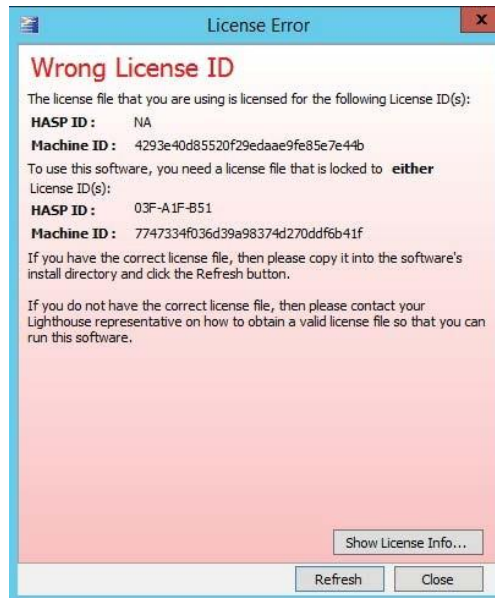 License Error
x
Wrong License ID
The license file that you are using is licensed for the following License ID(s):
HASP ID : NA
Machine ID : 4293e40d85520f29edaae9fe85e7e44b
To use this software, you need a license file that is locked to either
License ID(s):
HASP ID : 03F-A1F-B51
Machine ID : 7747334f036d39a98374d270ddf6b41f
If you have the correct license file, then please copy it into the software's
install directory and click the Refresh button.
If you do not have the correct license file, then please contact your
Lighthouse representative on how to obtain a valid license file so that you can
run this software.
Show License Info...
Refresh Close